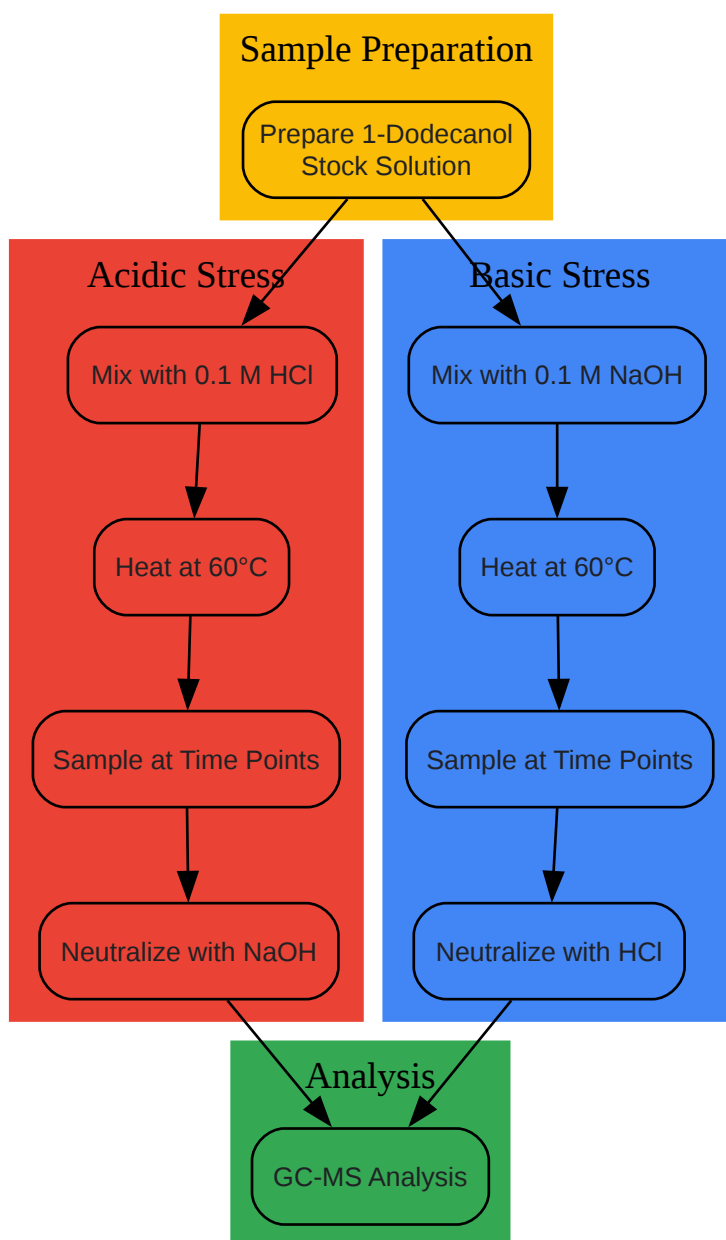 Sample Preparation
Prepare 1-Dodecanol
Stock Solution
Acidic Stress
Mix with 0.1 M HCl
Heat at 60°C
Sample at Time Points
Neutralize with NaOH
Basic Stress
Mix with 0.1 M NaOH
Heat at 60°C
Sample at Time Points
Neutralize with HCl
Analysis
GC-MS Analysis